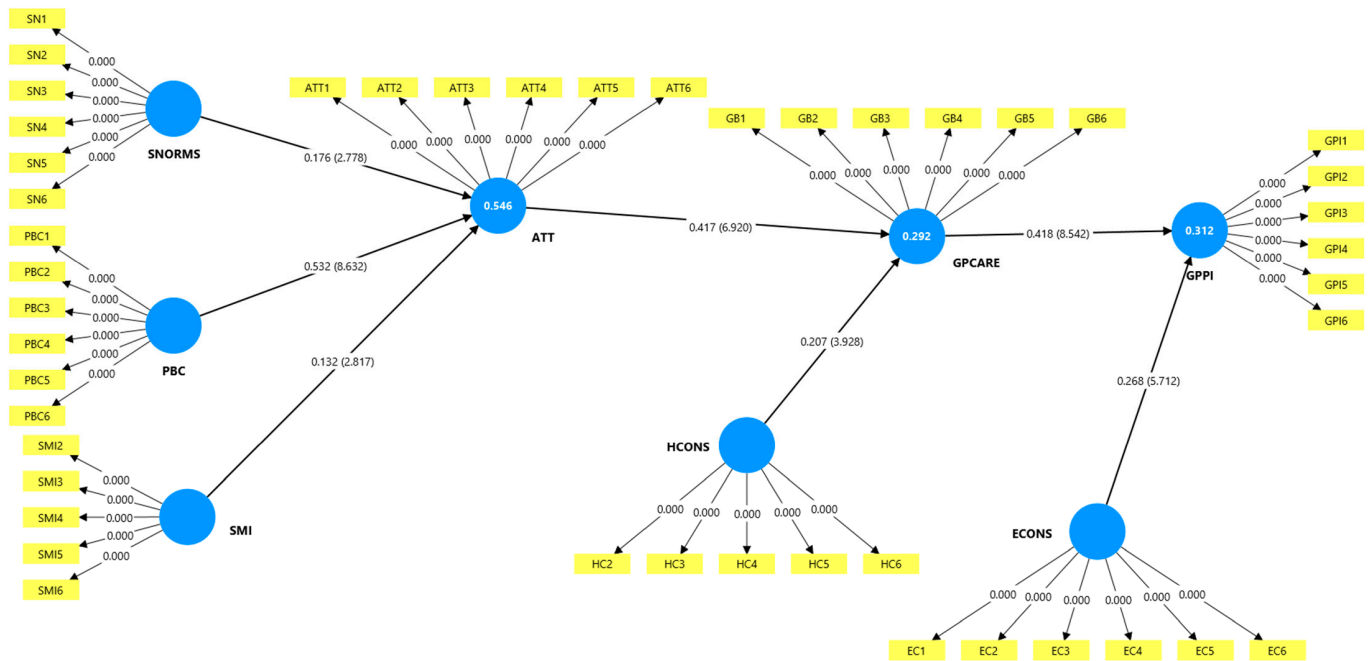 SN1
SN2
SN3
SN4
SN5
SN6
0.000
0.000
0.000
0.000
0.000
0.000
SNORMS
PBC1
PBC2
PBC3
PBC4
PBC5
PBC6
0.000
0.000
0.000
0.000
0.000
0.000
PBC
SMI2
SMI3
SMI4
SMI5
SMI6
0.000
0.000
0.000
0.000
0.000
SMI
0.176 (2.778)
0.532 (8.632)
0.132 (2.817)
ATT1
ATT2
ATT3
ATT4
ATT5
ATT6
0.000
0.000
0.000
0.000
0.000
0.000
0.546
ATT
0.417 (6.920)
GB1
GB2
GB3
GB4
GB5
GB6
0.000
0.000
0.000
0.000
0.000
0.000
0.292
GPCARE
0.207 (3.928)
HCONS
0.000
0.000
0.000
0.000
0.000
HC2
HC3
HC4
HC5
HC6
0.418 (8.542)
0.312
GPPI
GPI1
GPI2
GPI3
GPI4
GPI5
GPI6
0.000
0.000
0.000
0.000
0.000
0.000
0.268 (5.712)
ECONS
0.000
0.000
0.000
0.000
0.000
0.000
EC1
EC2
EC3
EC4
EC5
EC6